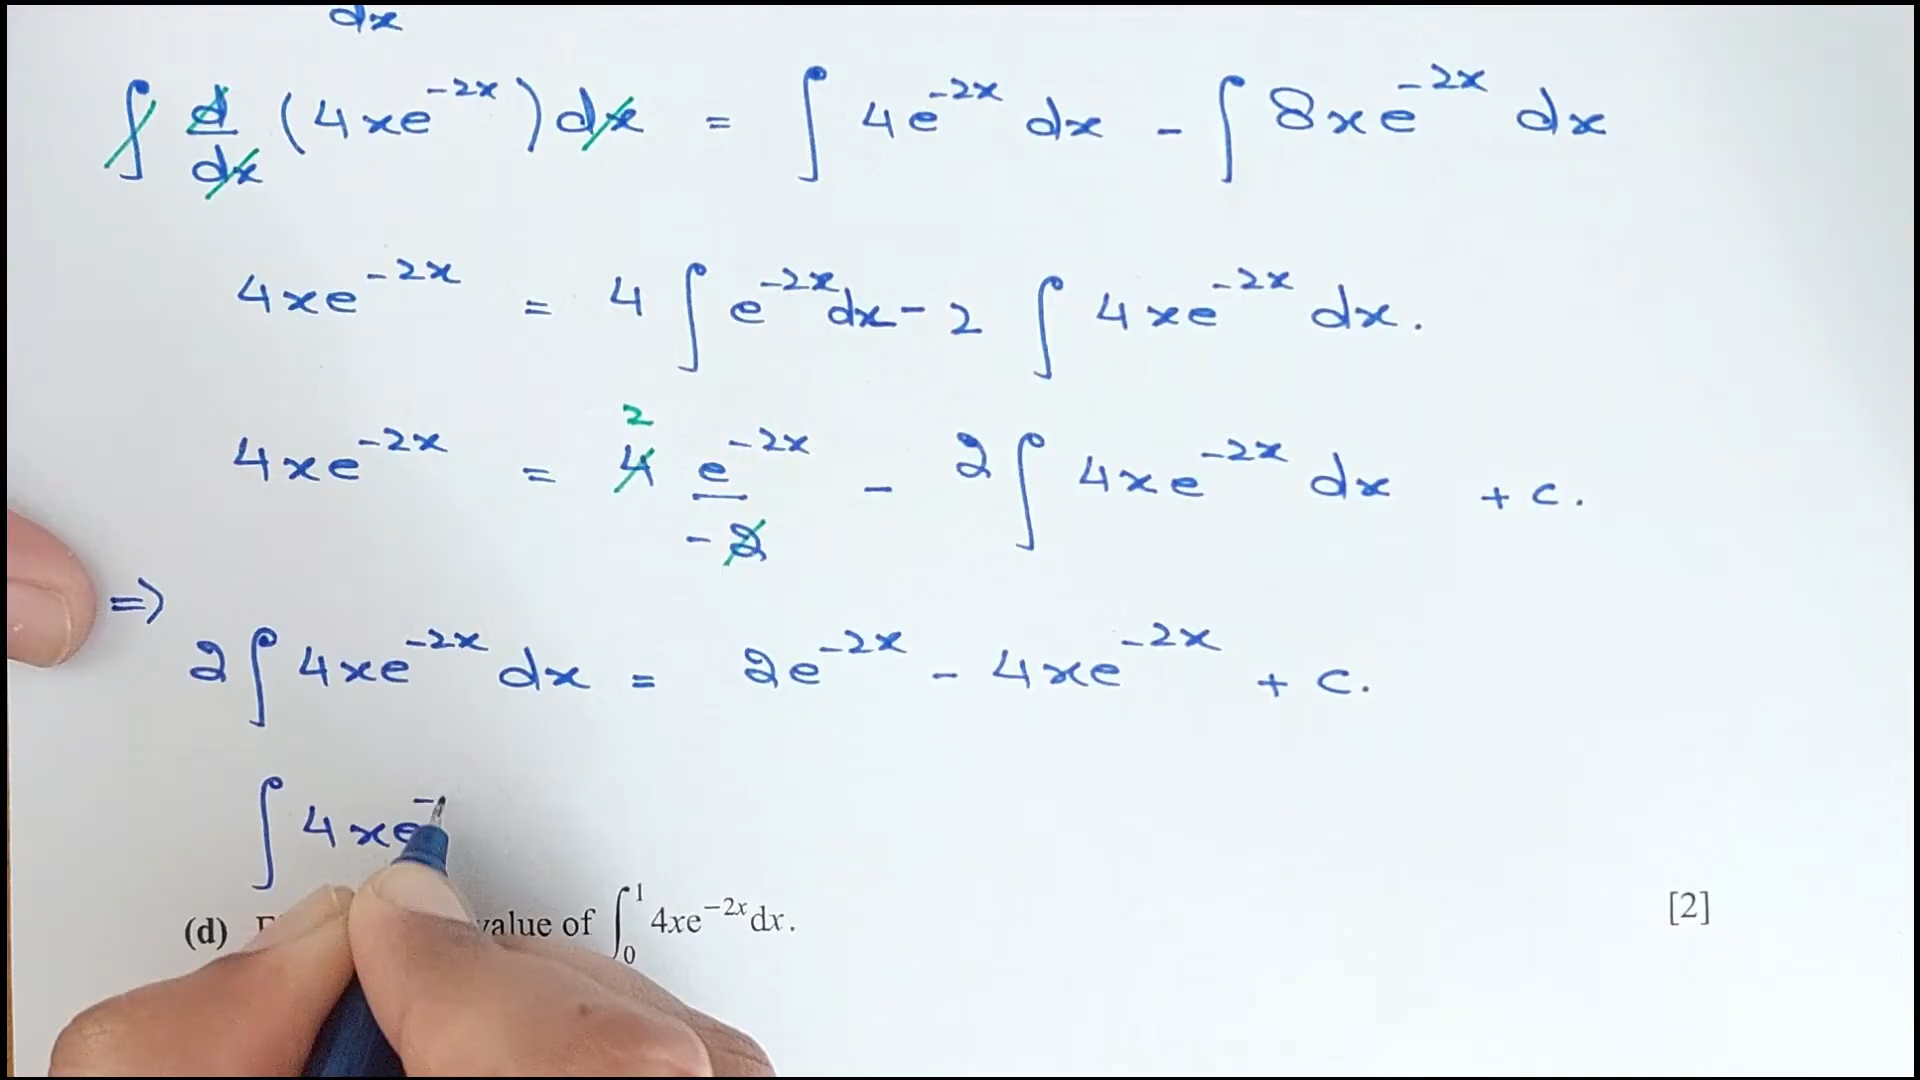 dx
∫ d/dx (4xe^-2x) dx = ∫ 4e^-2x dx - ∫ 8xe^-2x dx
4xe^-2x = 4 ∫ e^-2x dx - 2 ∫ 4xe^-2x dx.
2
4xe^-2x = 4 e^-2x/-2 - 2 ∫ 4xe^-2x dx + c.
⇒
2 ∫ 4xe^-2x dx = 2e^-2x - 4xe^-2x + c.
∫ 4xe^-
(d) value of ∫_0^1 4xe^-2x dx. [2]